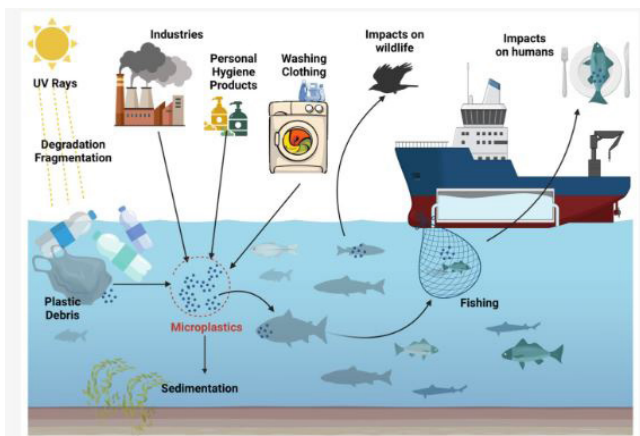 Industries
Impacts on
wildlife
Impacts
on humans
UV Rays
Personal
Hygiene
Products
Washing
Clothing
Degradation
Fragmentation
Plastic
Debris
Microplastics
Fishing
Sedimentation